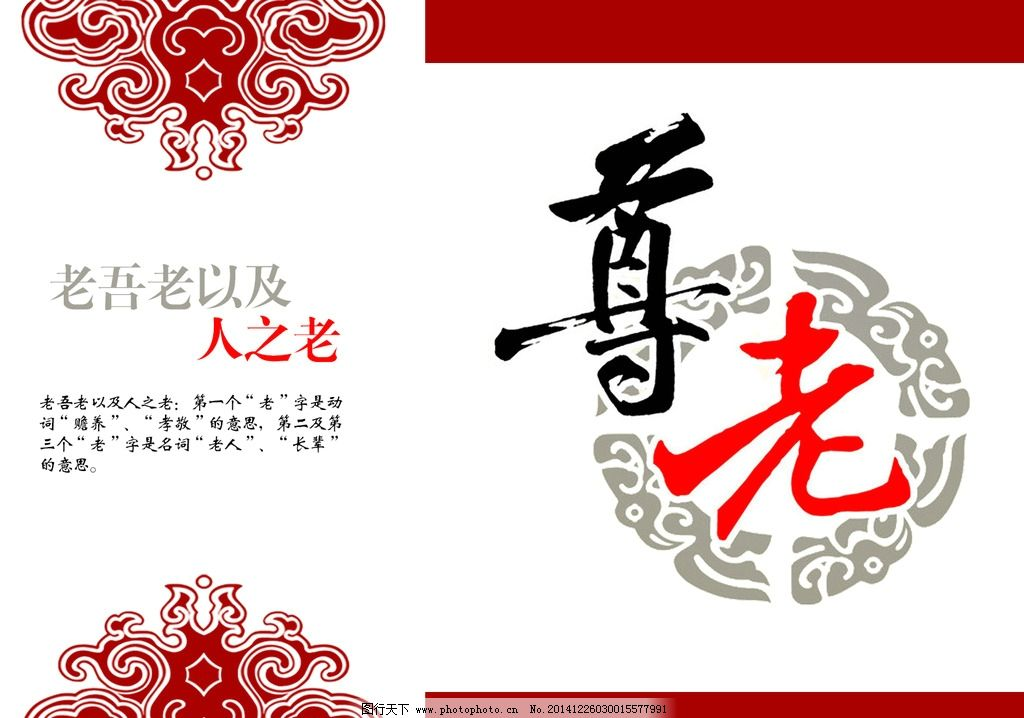 老吾老以及
人之老
老吾老以及人之老：第一个“老”字是动
词“赡养”、“孝敬”的意思，第二及第
三个“老”字是名词“老人”、“长辈”
的意思。
尊
老
图行天下 www.photophoto.cn No.20141226030015577991